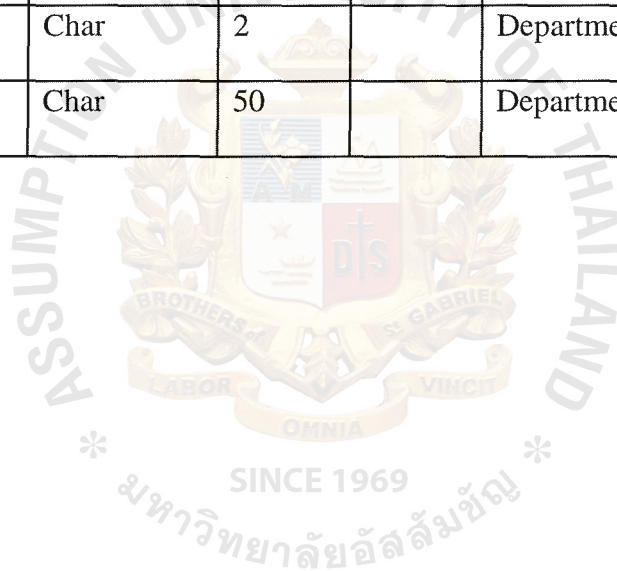 Char 2 Departme
Char 50 Departme
ASSUMPTION UNIVERSITY OF THAILAND
A M
D S
BROTHERS of St GABRIEL
LABOR VINCIT
OMNIA
SINCE 1969
* มหาวิทยาลัยอัสสัมชัญ *